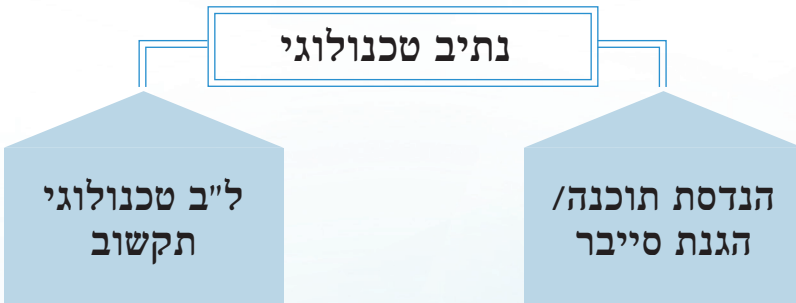 נתיב טכנולוגי
הנדסת תוכנה/
הגנת סייבר
ל"ב טכנולוגי
תקשוב